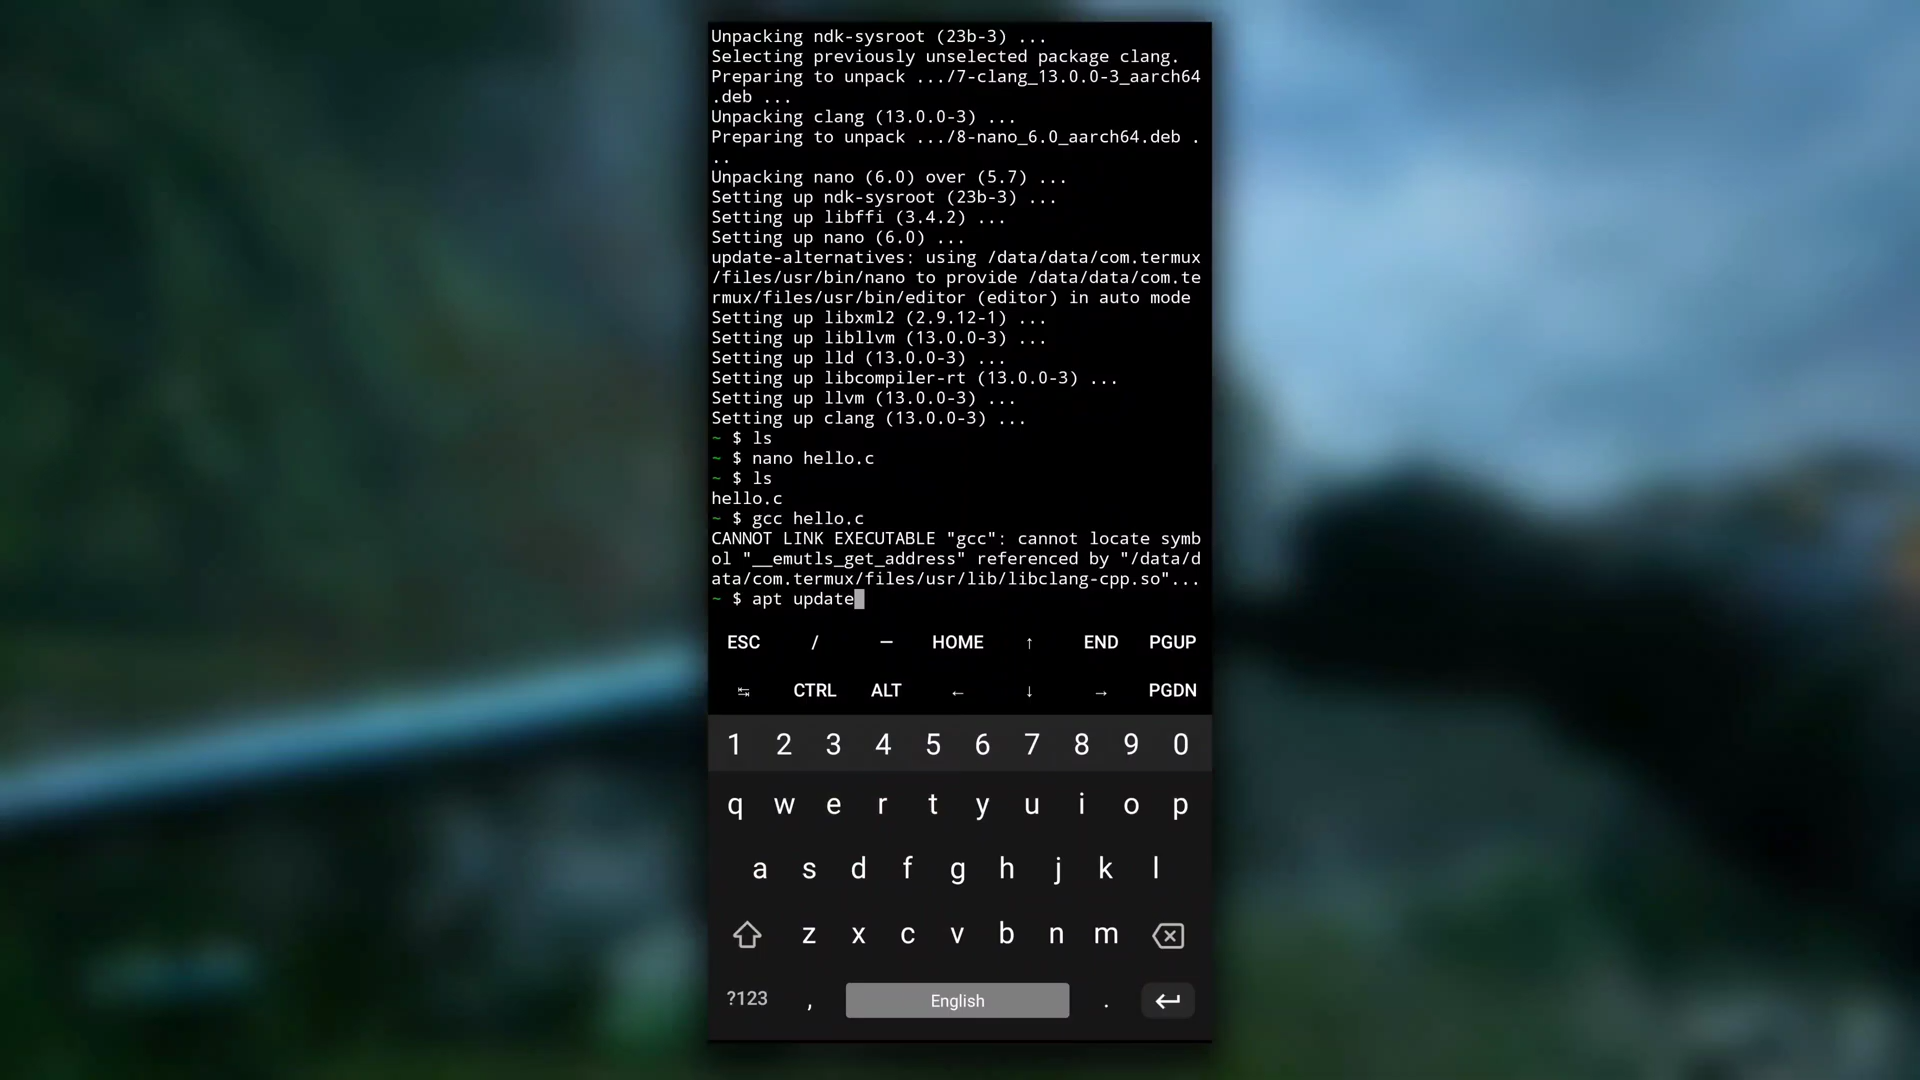 Unpacking ndk-sysroot (23b-3) ...
Selecting previously unselected package clang.
Preparing to unpack .../7-clang_13.0.0-3_aarch64
.deb ...
Unpacking clang (13.0.0-3) ...
Preparing to unpack .../8-nano_6.0_aarch64.deb .
..
Unpacking nano (6.0) over (5.7) ...
Setting up ndk-sysroot (23b-3) ...
Setting up libffi (3.4.2) ...
Setting up nano (6.0) ...
update-alternatives: using /data/data/com.termux
/files/usr/bin/nano to provide /data/data/com.te
rmux/files/usr/bin/editor (editor) in auto mode
Setting up libxml2 (2.9.12-1) ...
Setting up libllvm (13.0.0-3) ...
Setting up lld (13.0.0-3) ...
Setting up libcompiler-rt (13.0.0-3) ...
Setting up llvm (13.0.0-3) ...
Setting up clang (13.0.0-3) ...
~ $ ls
~ $ nano hello.c
~ $ ls
hello.c
~ $ gcc hello.c
CANNOT LINK EXECUTABLE "gcc": cannot locate symb
ol "__emutls_get_address" referenced by "/data/d
ata/com.termux/files/usr/lib/libclang-cpp.so"...
~ $ apt update
ESC / — HOME ↑ END PGUP
↹ CTRL ALT ← ↓ → PGDN
1 2 3 4 5 6 7 8 9 0
q w e r t y u i o p
a s d f g h j k l
z x c v b n m
?123 , English .